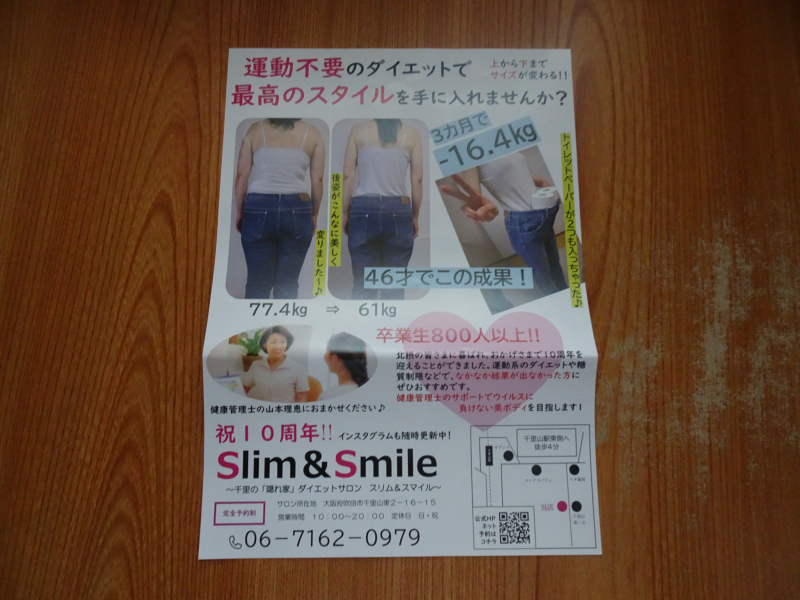 運動不要のダイエットで
上から下まで
サイズが変わる!!
最高のスタイルを手に入れませんか?
3カ月で
-16.4kg
トイレットペーパーが2つも入っちゃった♪
後姿がこんなに美しく
変りました～♪
46才でこの成果!
77.4kg ⇒ 61kg
卒業生800人以上!!
北摂の皆さまに喜ばれ、おかげさまで10周年を
迎えることができました。運動系のダイエットや糖
質制限などで、なかなか結果が出なかった方に
ぜひおすすめです。
健康管理士のサポートでウイルスに
負けない美ボディを目指します!
健康管理士の山本理恵におまかせください♪
祝10周年!! インスタグラムも随時更新中!
Slim&Smile
～千里の「隠れ家」ダイエットサロン スリム&スマイル～
完全予約制
サロン所在地 大阪府吹田市千里山東2-16-15
営業時間 10:00～20:00 定休日 日・祝
06-7162-0979
千里山駅東側へ
徒歩4分
当店
公式HP
ネット
予約は
コチラ